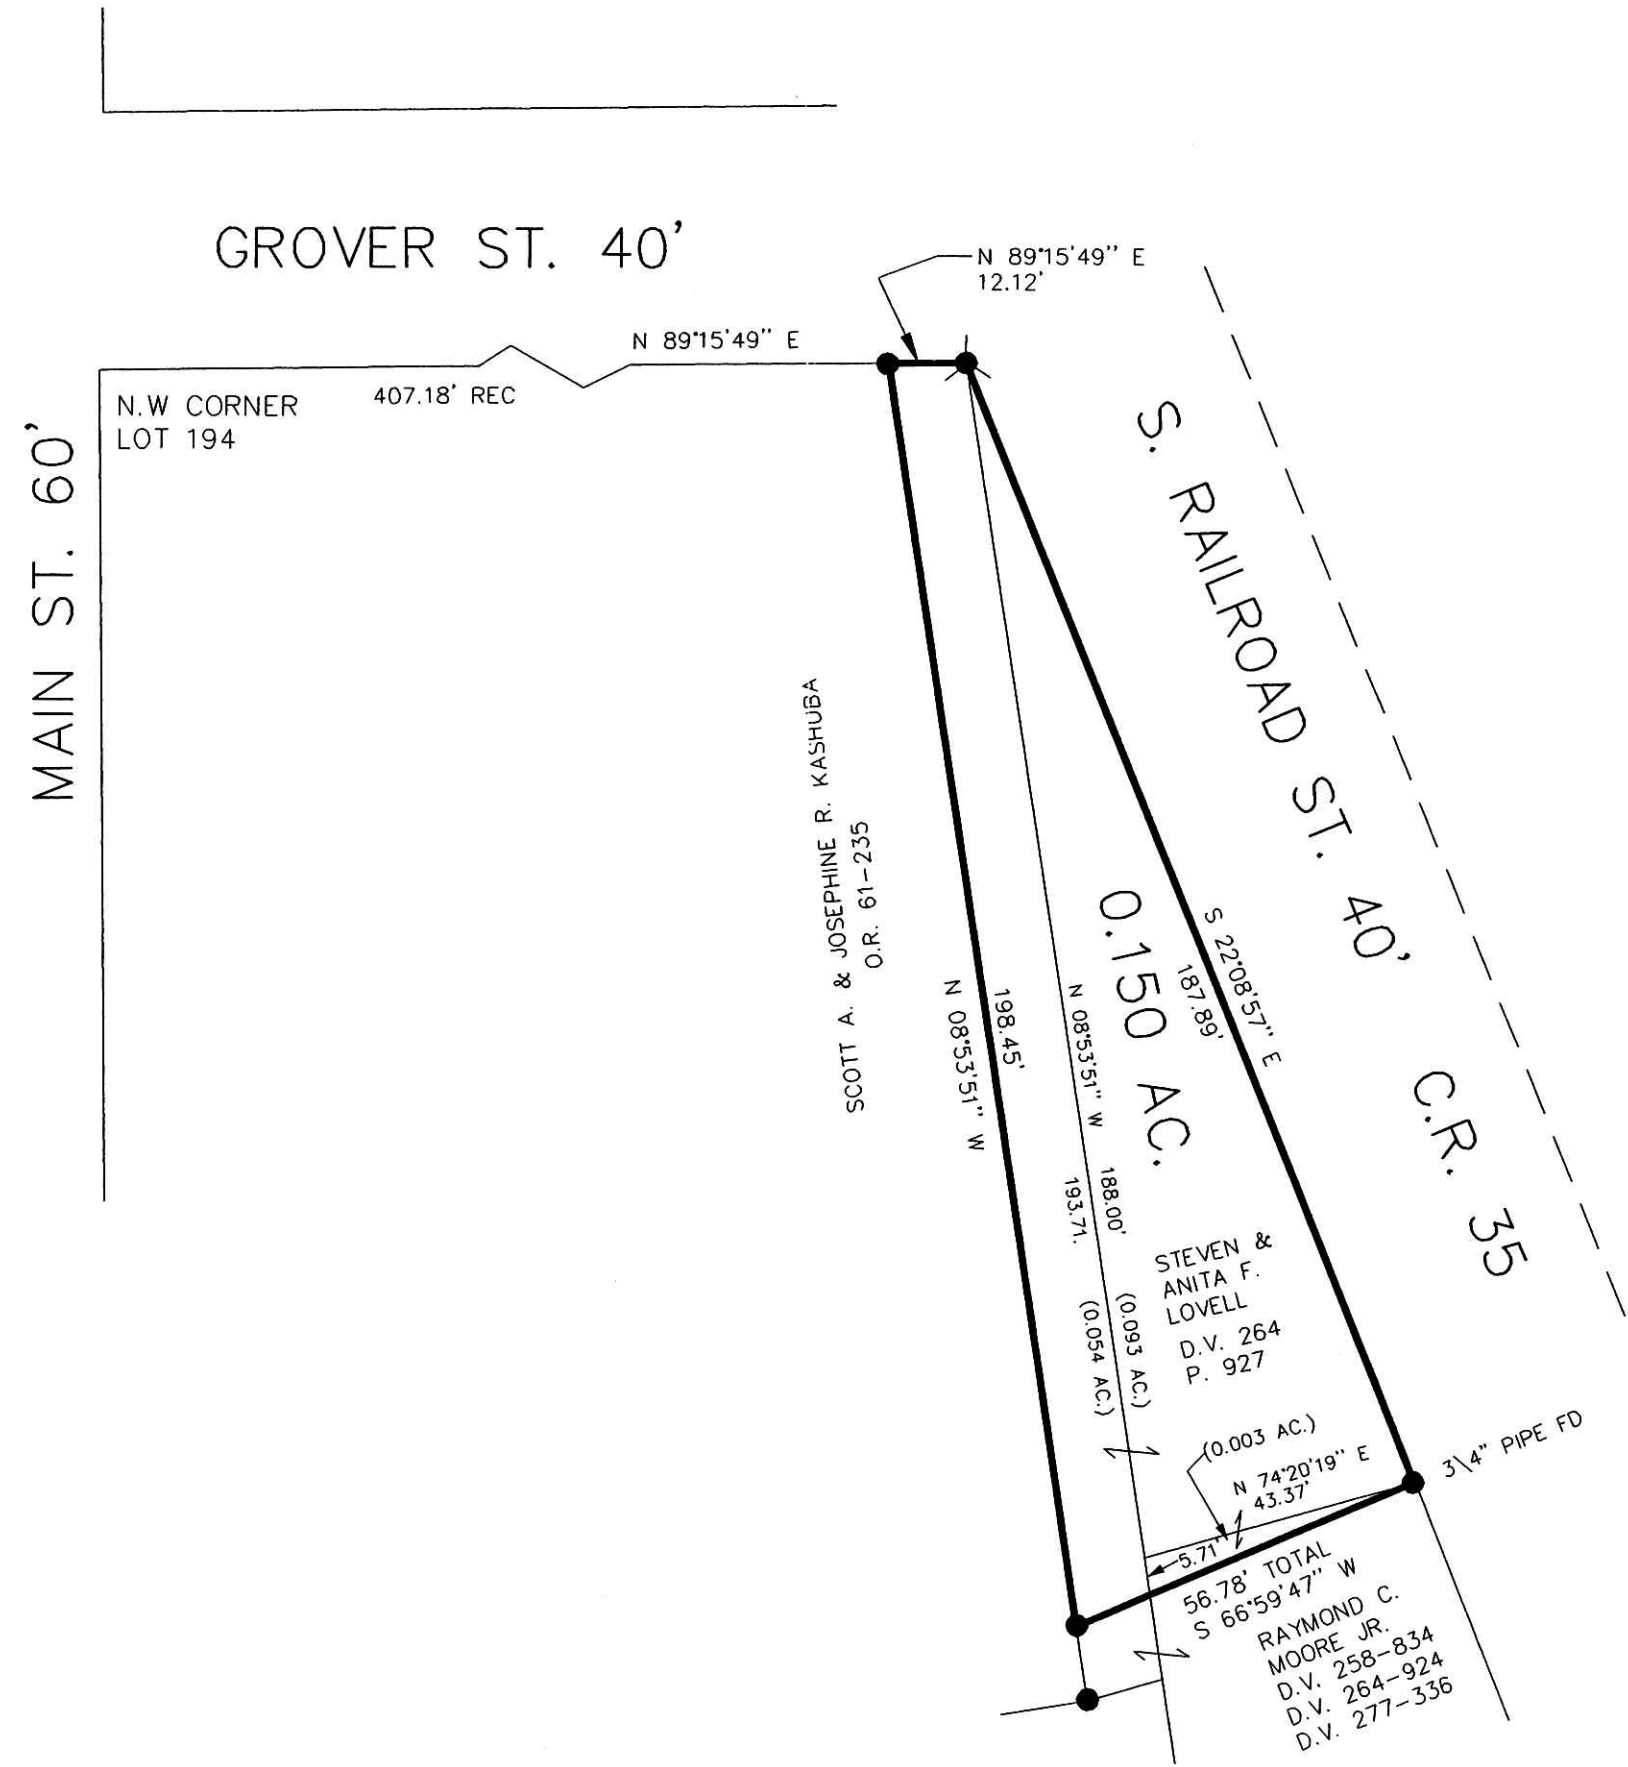 GROVER ST. 40'
N 89°15'49" E
12.12'
N 89°15'49" E
407.18' REC
N.W CORNER
LOT 194
MAIN ST. 60'
S. RAILROAD ST. 40' C.R. 35
SCOTT A. & JOSEPHINE R. KASHUBA
O.R. 61-235
198.45'
N 08°53'51" W
N 08°53'51" W
188.00'
193.71.
(0.093 AC.)
(0.054 AC.)
0.150 AC.
S 22°08'57" E
187.89'
STEVEN &
ANITA F.
LOVELL
D.V. 264
P. 927
(0.003 AC.)
N 74°20'19" E
43.37'
3\4" PIPE FD
5.71'
56.78' TOTAL
S 66°59'47" W
RAYMOND C.
MOORE JR.
D.V. 258-834
D.V. 264-924
D.V. 277-336